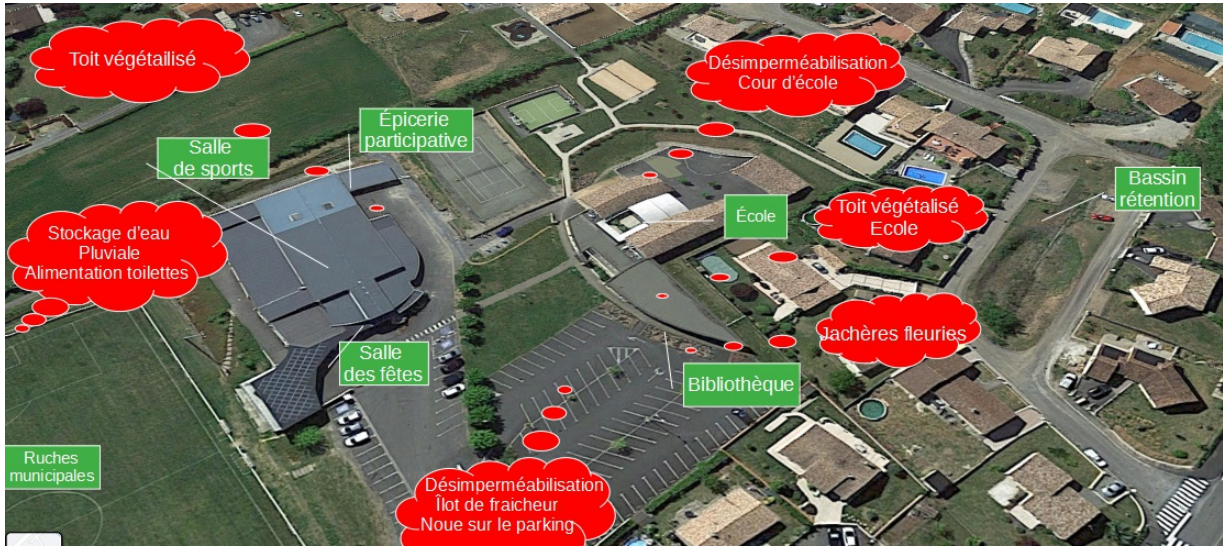 Toit végétailisé
Désimperméabilisation
Cour d'école
Épicerie
participative
Salle
de sports
Bassin
rétention
Toit végétalisé
Ecole
École
Stockage d'eau
Pluviale
Alimentation toilettes
Jachères fleuries
Salle
des fêtes
Bibliothèque
Ruches
municipales
Désimperméabilisation
Îlot de fraicheur
Noue sur le parking